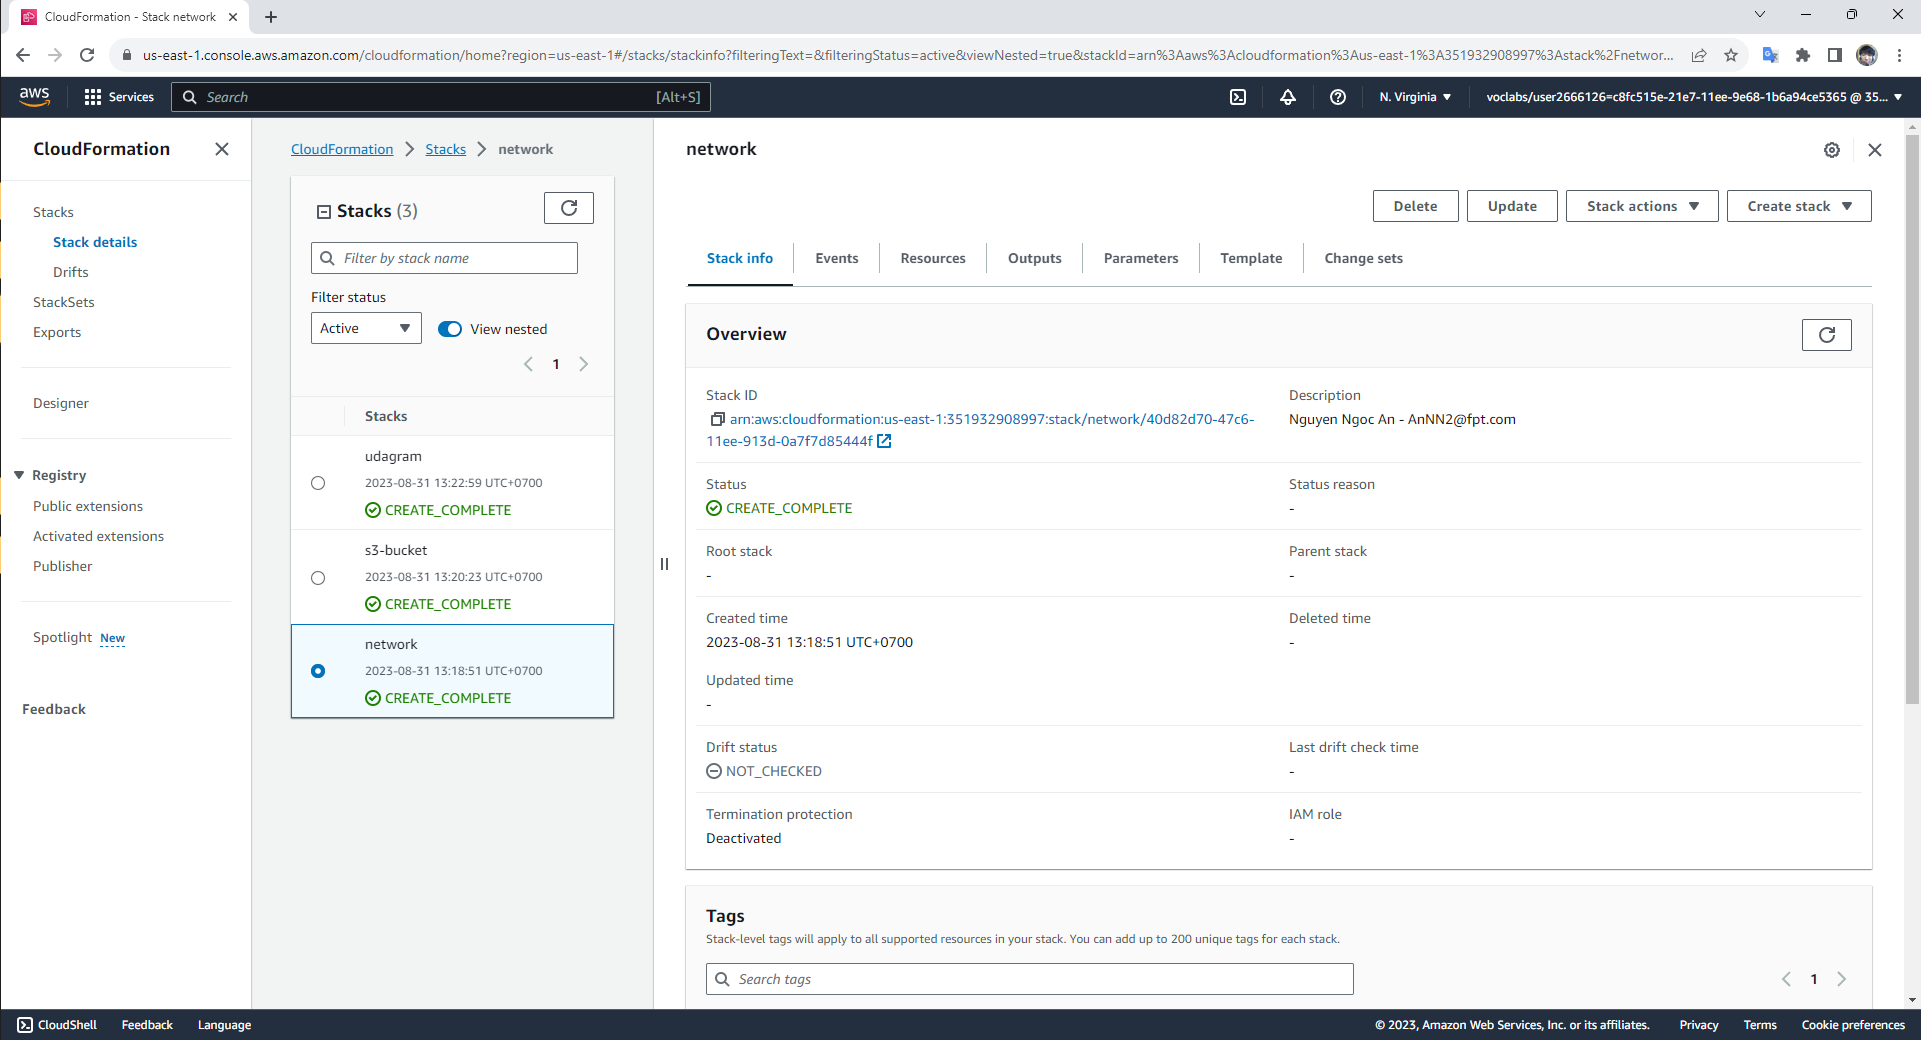 CloudFormation - Stack network
us-east-1.console.aws.amazon.com/cloudformation/home?region=us-east-1#/stacks/stackinfo?filteringText=&filteringStatus=active&viewNested=true&stackId=arn%3Aaws%3Acloudformation%3Aus-east-1%3A351932908997%3Astack%2Fnetwor...
aws
Services
Search
[Alt+S]
N. Virginia
voclabs/user2666126=c8fc515e-21e7-11ee-9e68-1b6a94ce5365 @ 35...
CloudFormation
Stacks
Stack details
Drifts
StackSets
Exports
Designer
Registry
Public extensions
Activated extensions
Publisher
Spotlight New
Feedback
CloudFormation
Stacks
network
Stacks (3)
Filter by stack name
Filter status
Active
View nested
1
Stacks
udagram
2023-08-31 13:22:59 UTC+0700
CREATE_COMPLETE
s3-bucket
2023-08-31 13:20:23 UTC+0700
CREATE_COMPLETE
network
2023-08-31 13:18:51 UTC+0700
CREATE_COMPLETE
network
Delete
Update
Stack actions
Create stack
Stack info
Events
Resources
Outputs
Parameters
Template
Change sets
Overview
Stack ID
arn:aws:cloudformation:us-east-1:351932908997:stack/network/40d82d70-47c6-
11ee-913d-0a7f7d85444f
Description
Nguyen Ngoc An - AnNN2@fpt.com
Status
CREATE_COMPLETE
Status reason
-
Root stack
-
Parent stack
-
Created time
2023-08-31 13:18:51 UTC+0700
Deleted time
-
Updated time
-
Drift status
NOT_CHECKED
Last drift check time
-
Termination protection
Deactivated
IAM role
-
Tags
Stack-level tags will apply to all supported resources in your stack. You can add up to 200 unique tags for each stack.
Search tags
1
CloudShell
Feedback
Language
© 2023, Amazon Web Services, Inc. or its affiliates.
Privacy
Terms
Cookie preferences